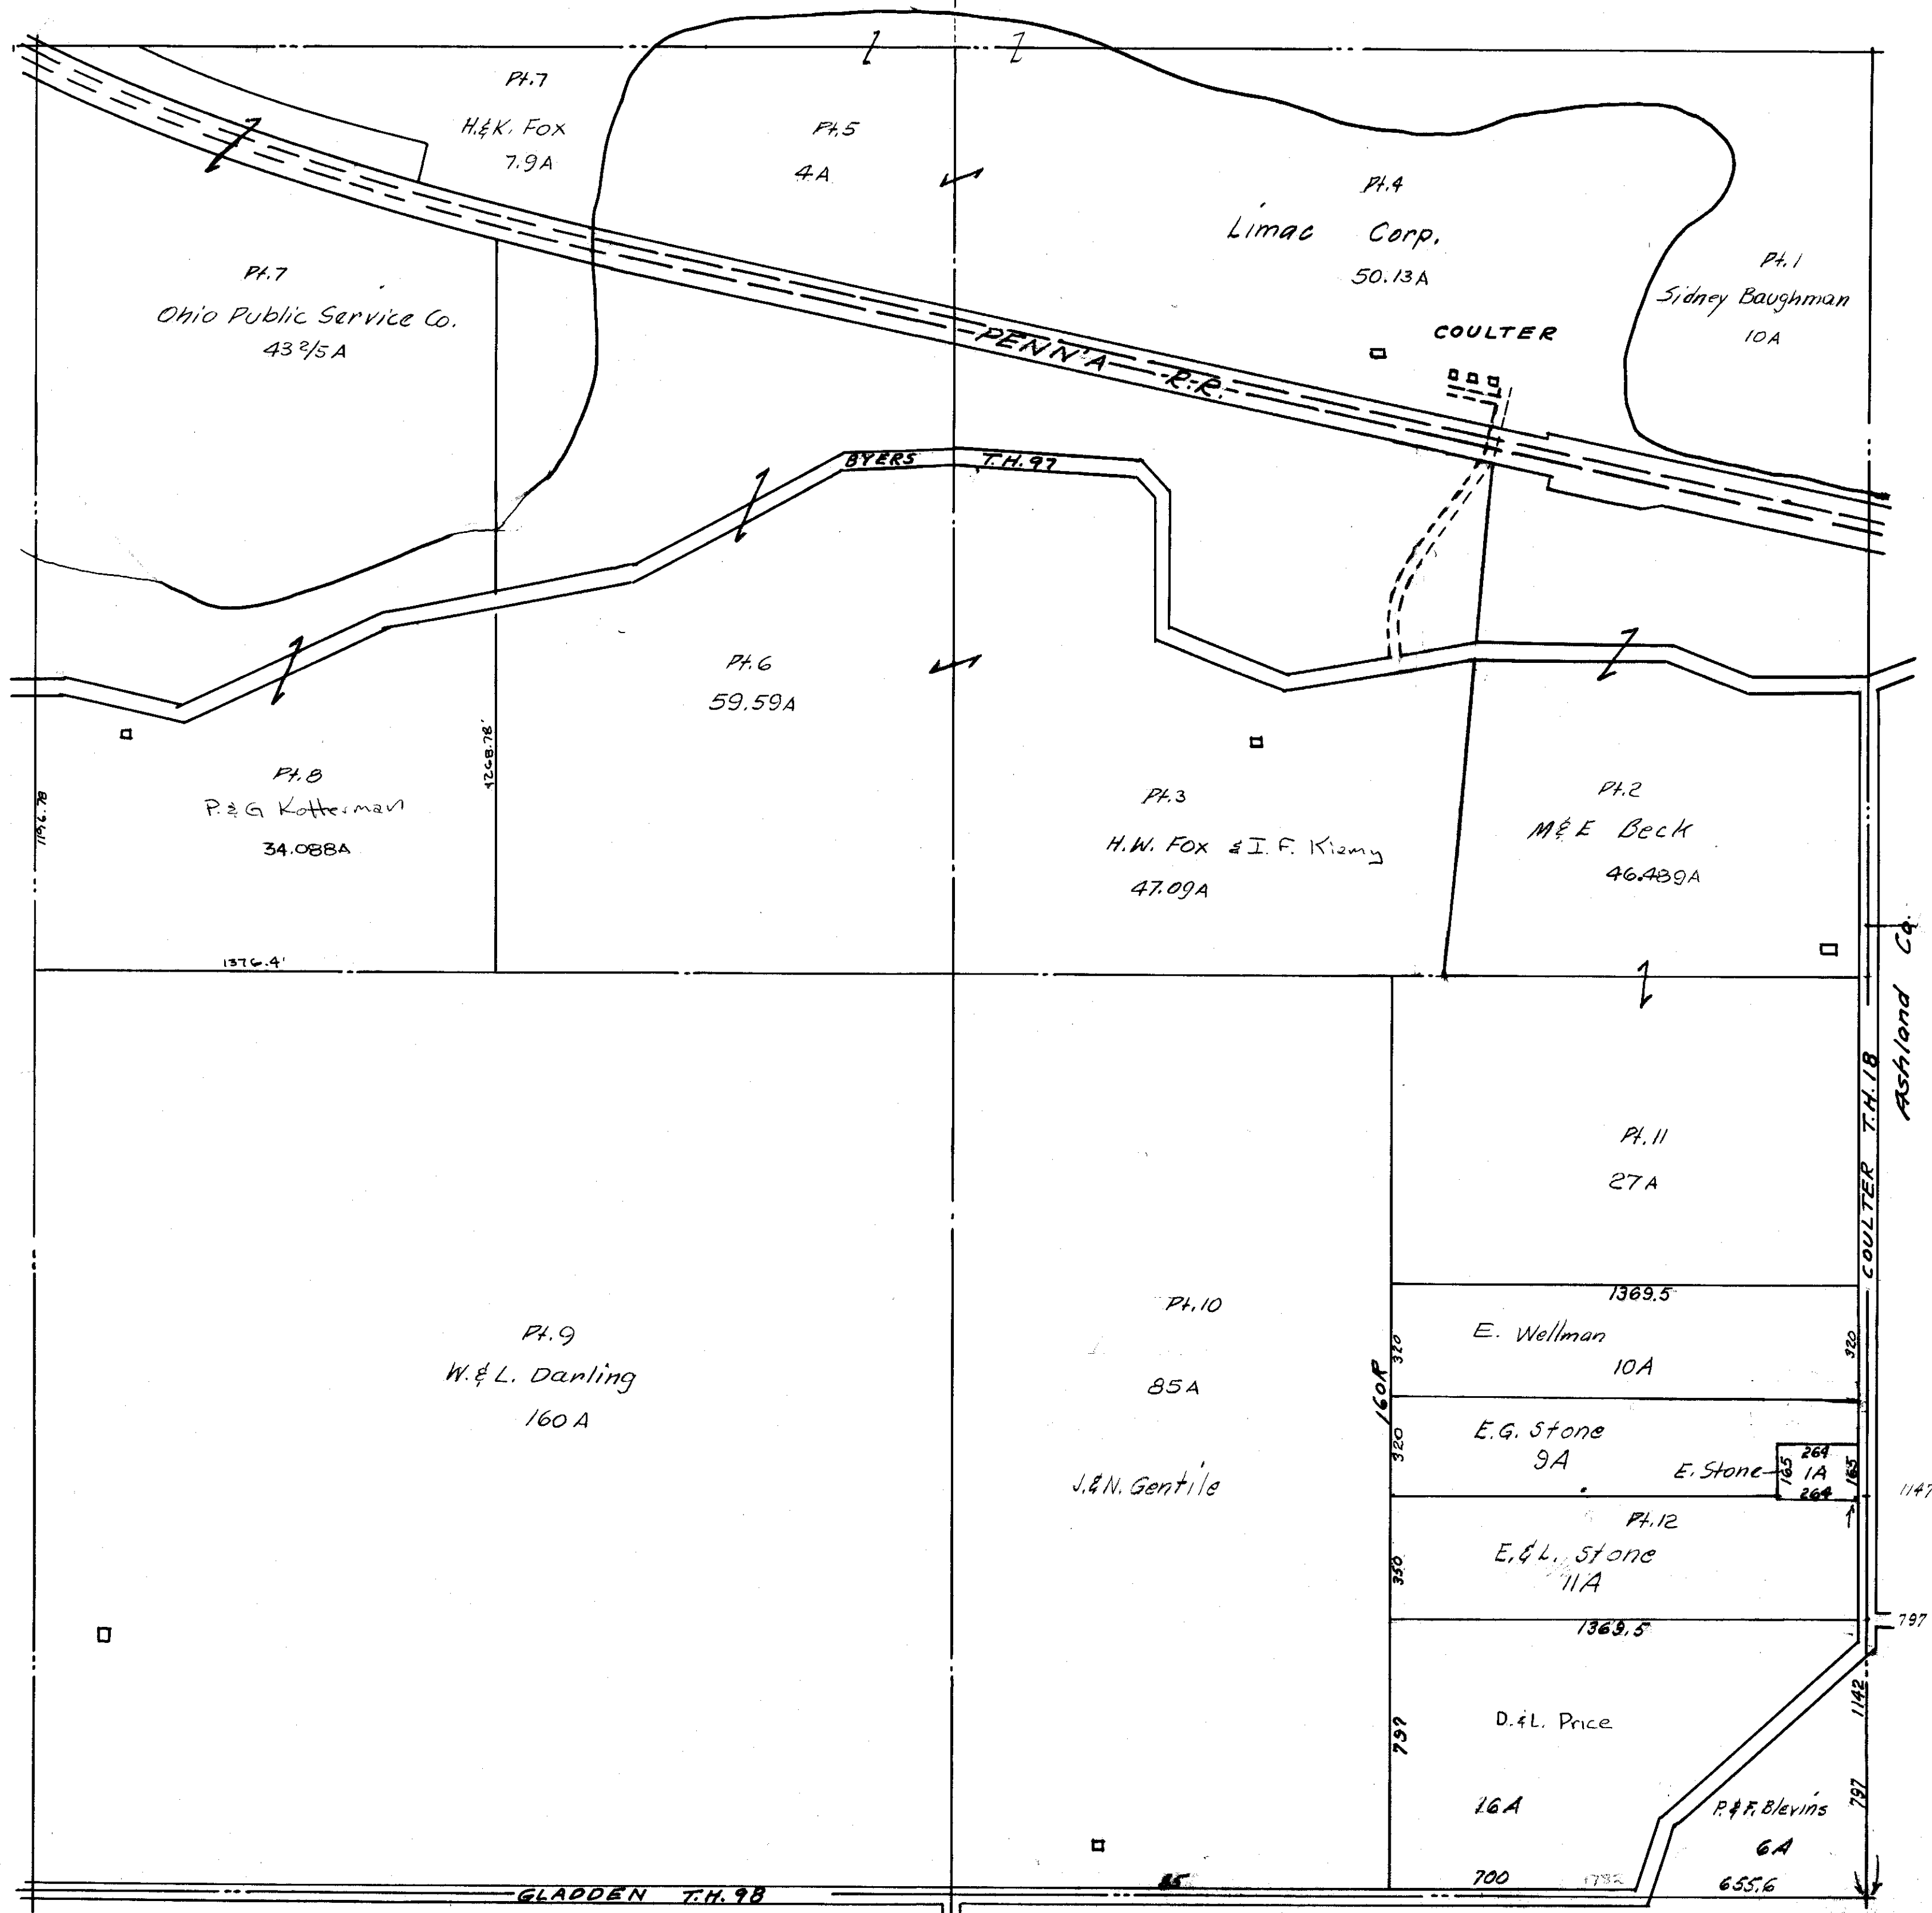 Pt.7
H.&K. Fox
7.9A
Pt.5
4A
Pt.4
Limac Corp.
50.13A
Pt.1
Sidney Baughman
10A
Pt.7
Ohio Public Service Co.
43 2/5 A
COULTER
PENN'A R.R.
BYERS T.H. 97
Pt.6
59.59A
4268.78'
1196.78
Pt.8
P.&G Kotterman
34.088A
1376.4'
Pt.3
H.W. Fox & I.F. Kiemy
47.09A
Pt.2
M&E Beck
46.489A
Ashland Co.
COULTER T.H. 18
Pt.11
27A
1369.5
Pt.9
W.&L. Darling
160A
Pt.10
85A
J.&N. Gentile
160R
320
E. Wellman
10A
320
320
E.G. Stone
9A
E. Stone
264
165
1A
165
264
1147
Pt.12
E.&L. Stone
11A
350
1369.5
797
797
D.&L. Price
16A
1142
797
P.&F. Blevins
6A
700
655.6
GLADDEN T.H. 98